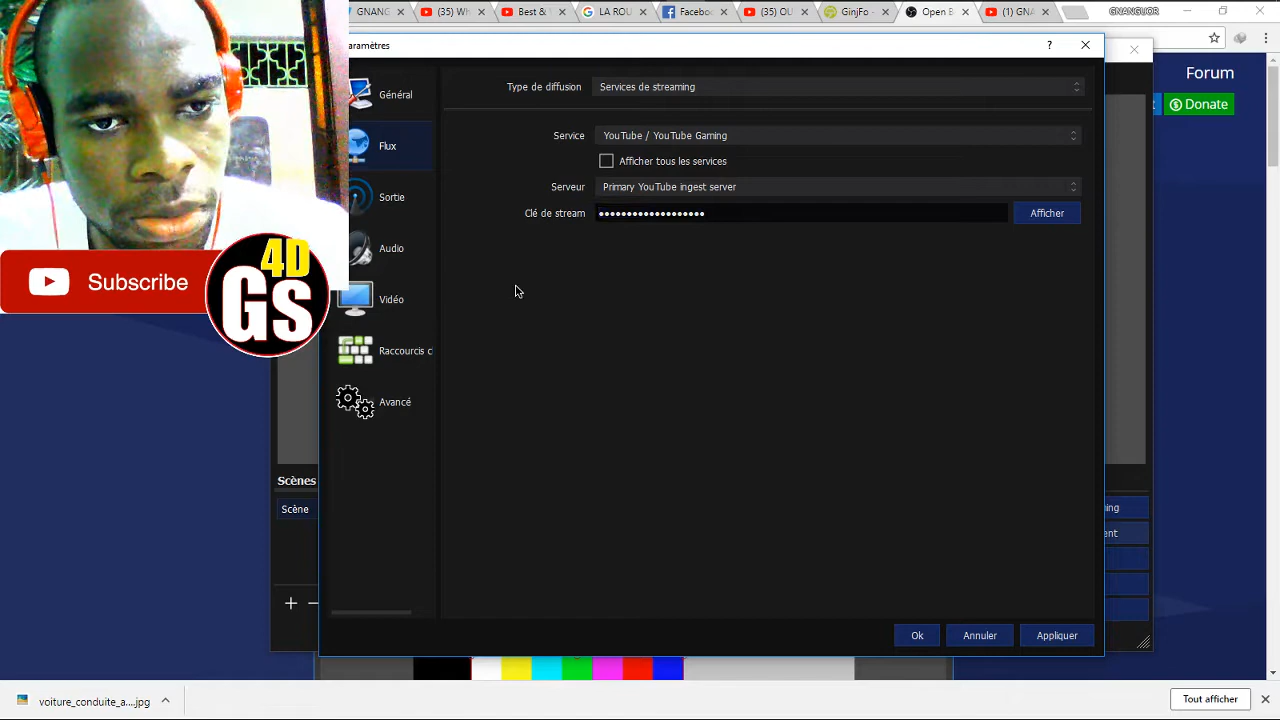 GNANG
(35) WH
Best &
LA ROU
Facebo
(35) OU
GinjFo
Open B
(1) GNA
GNANGUOR
Forum
Donate
Paramètres
?
Général
Flux
Sortie
Audio
Vidéo
Raccourcis c
Avancé
Type de diffusion Services de streaming
Service YouTube / YouTube Gaming
Afficher tous les services
Serveur Primary YouTube ingest server
Clé de stream ••••••••••••••••••• Afficher
Subscribe
4D
GS
Scènes
Scène
ing
ent
Ok Annuler Appliquer
voiture_conduite_a....jpg
Tout afficher